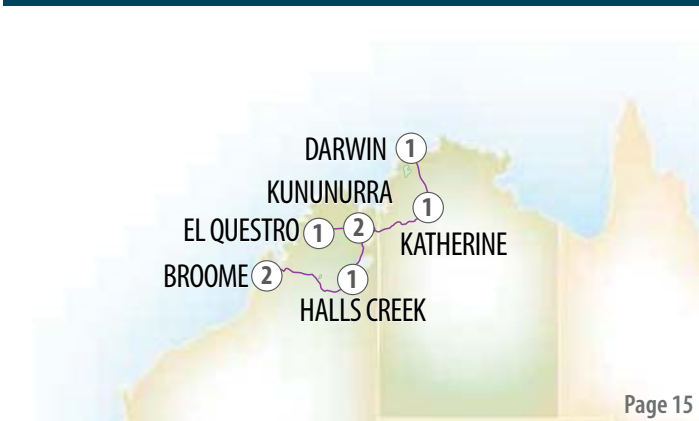 DARWIN 1
KUNUNURRA
1
EL QUESTRO 1 2
KATHERINE
BROOME 2 1
HALLS CREEK
Page 15